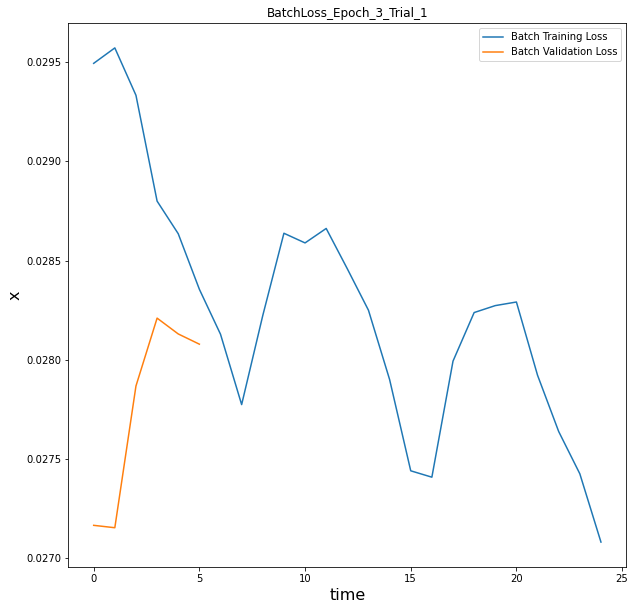 BatchLoss_Epoch_3_Trial_1
Batch Training Loss
Batch Validation Loss
0.0295
0.0290
0.0285
0.0280
0.0275
0.0270
x
0
5
10
15
20
25
time